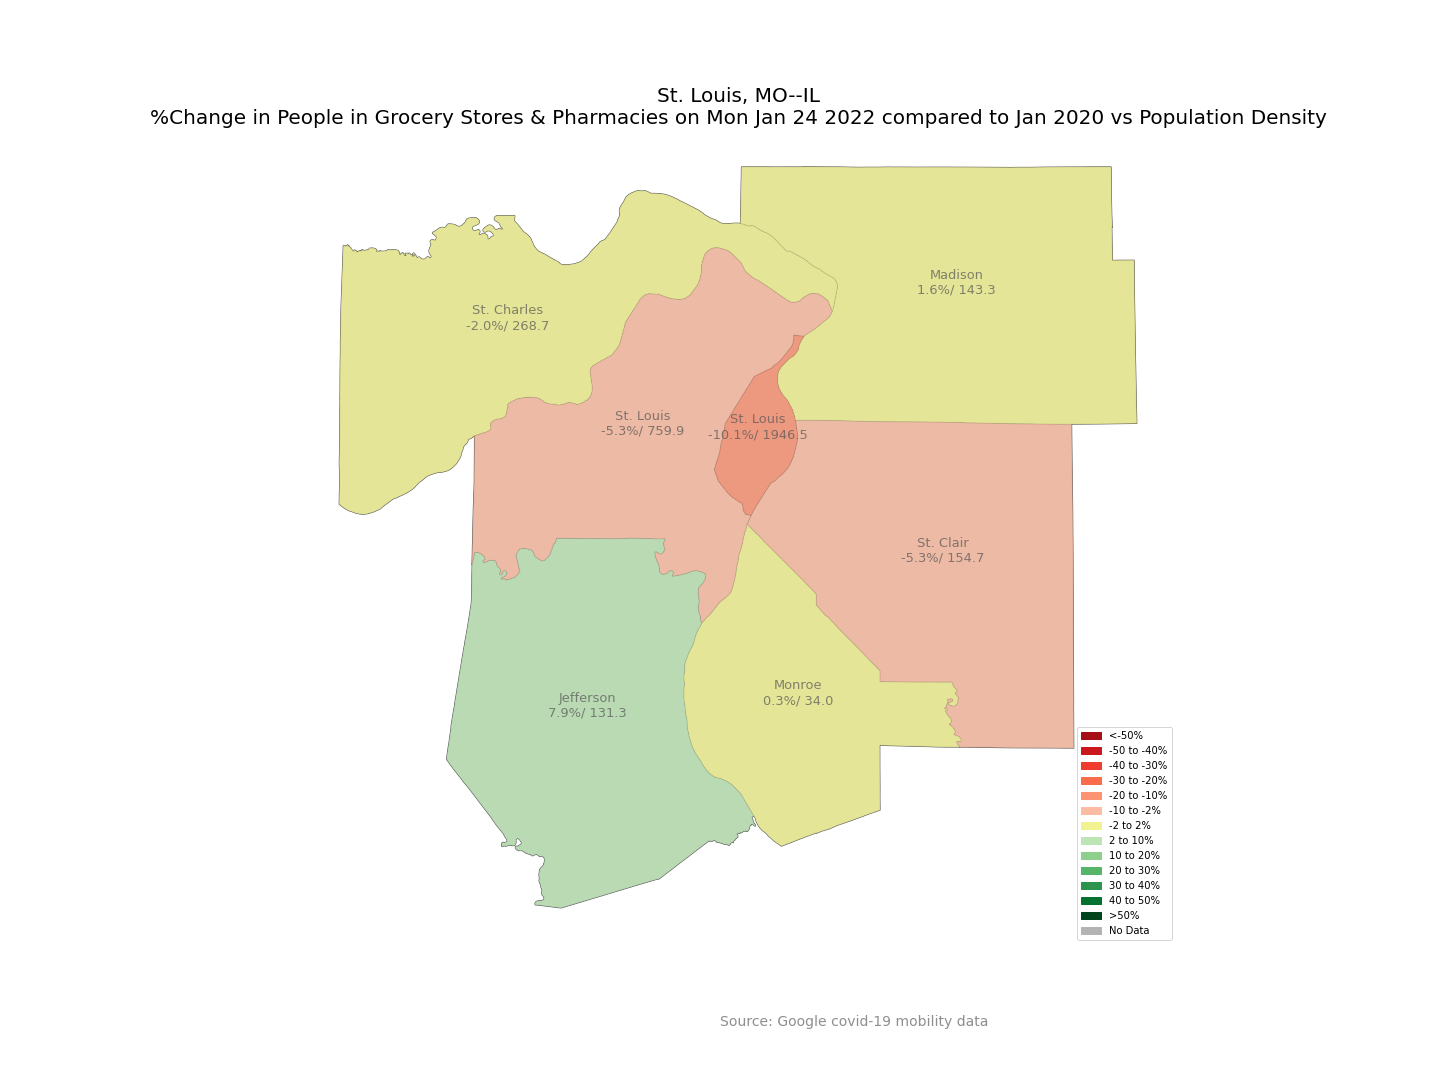 St. Louis, MO--IL
%Change in People in Grocery Stores & Pharmacies on Mon Jan 24 2022 compared to Jan 2020 vs Population Density
Madison
1.6%/ 143.3
St. Charles
-2.0%/ 268.7
St. Louis
-5.3%/ 759.9
St. Louis
-10.1%/ 1946.5
St. Clair
-5.3%/ 154.7
Monroe
0.3%/ 34.0
Jefferson
7.9%/ 131.3
<-50%
-50 to -40%
-40 to -30%
-30 to -20%
-20 to -10%
-10 to -2%
-2 to 2%
2 to 10%
10 to 20%
20 to 30%
30 to 40%
40 to 50%
>50%
No Data
Source: Google covid-19 mobility data